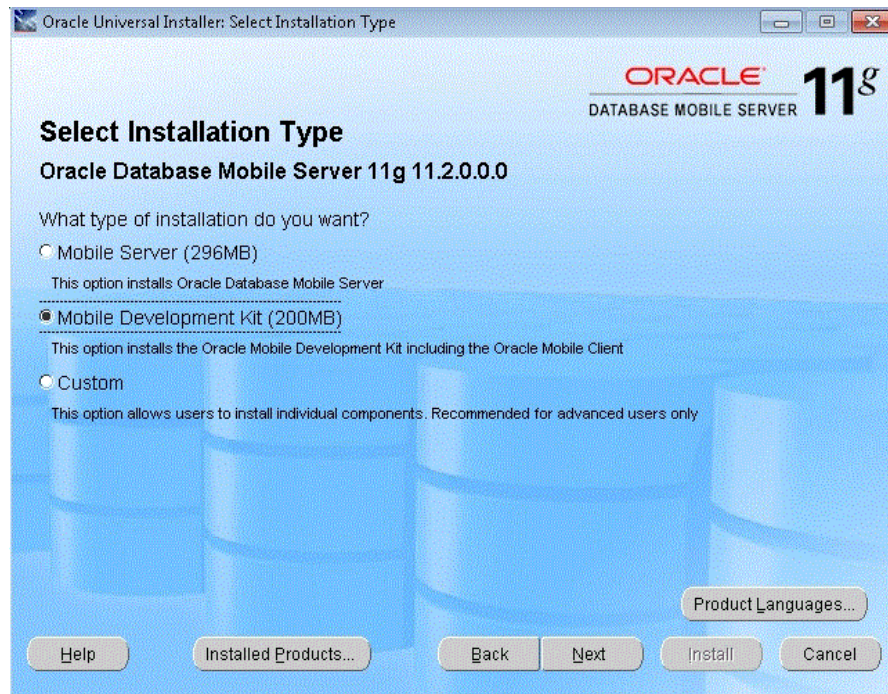 Oracle Universal Installer: Select Installation Type
ORACLE
DATABASE MOBILE SERVER 11g
Select Installation Type
Oracle Database Mobile Server 11g 11.2.0.0.0
What type of installation do you want?
Mobile Server (296MB)
This option installs Oracle Database Mobile Server
Mobile Development Kit (200MB)
This option installs the Oracle Mobile Development Kit including the Oracle Mobile Client
Custom
This option allows users to install individual components. Recommended for advanced users only
Product Languages...
Help Installed Products... Back Next Install Cancel